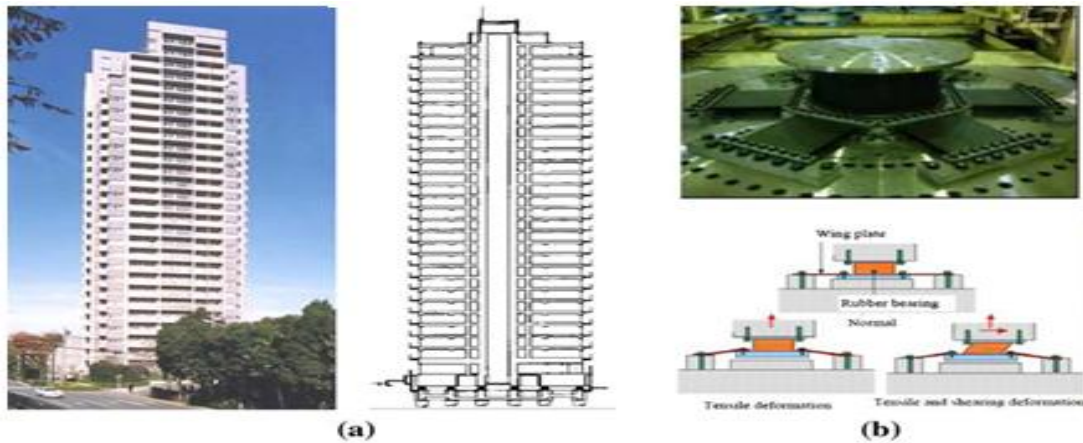 Wing plate
Rubber bearing
Normal
Tensile deformation
Tensile and shearing deformation
(a)
(b)